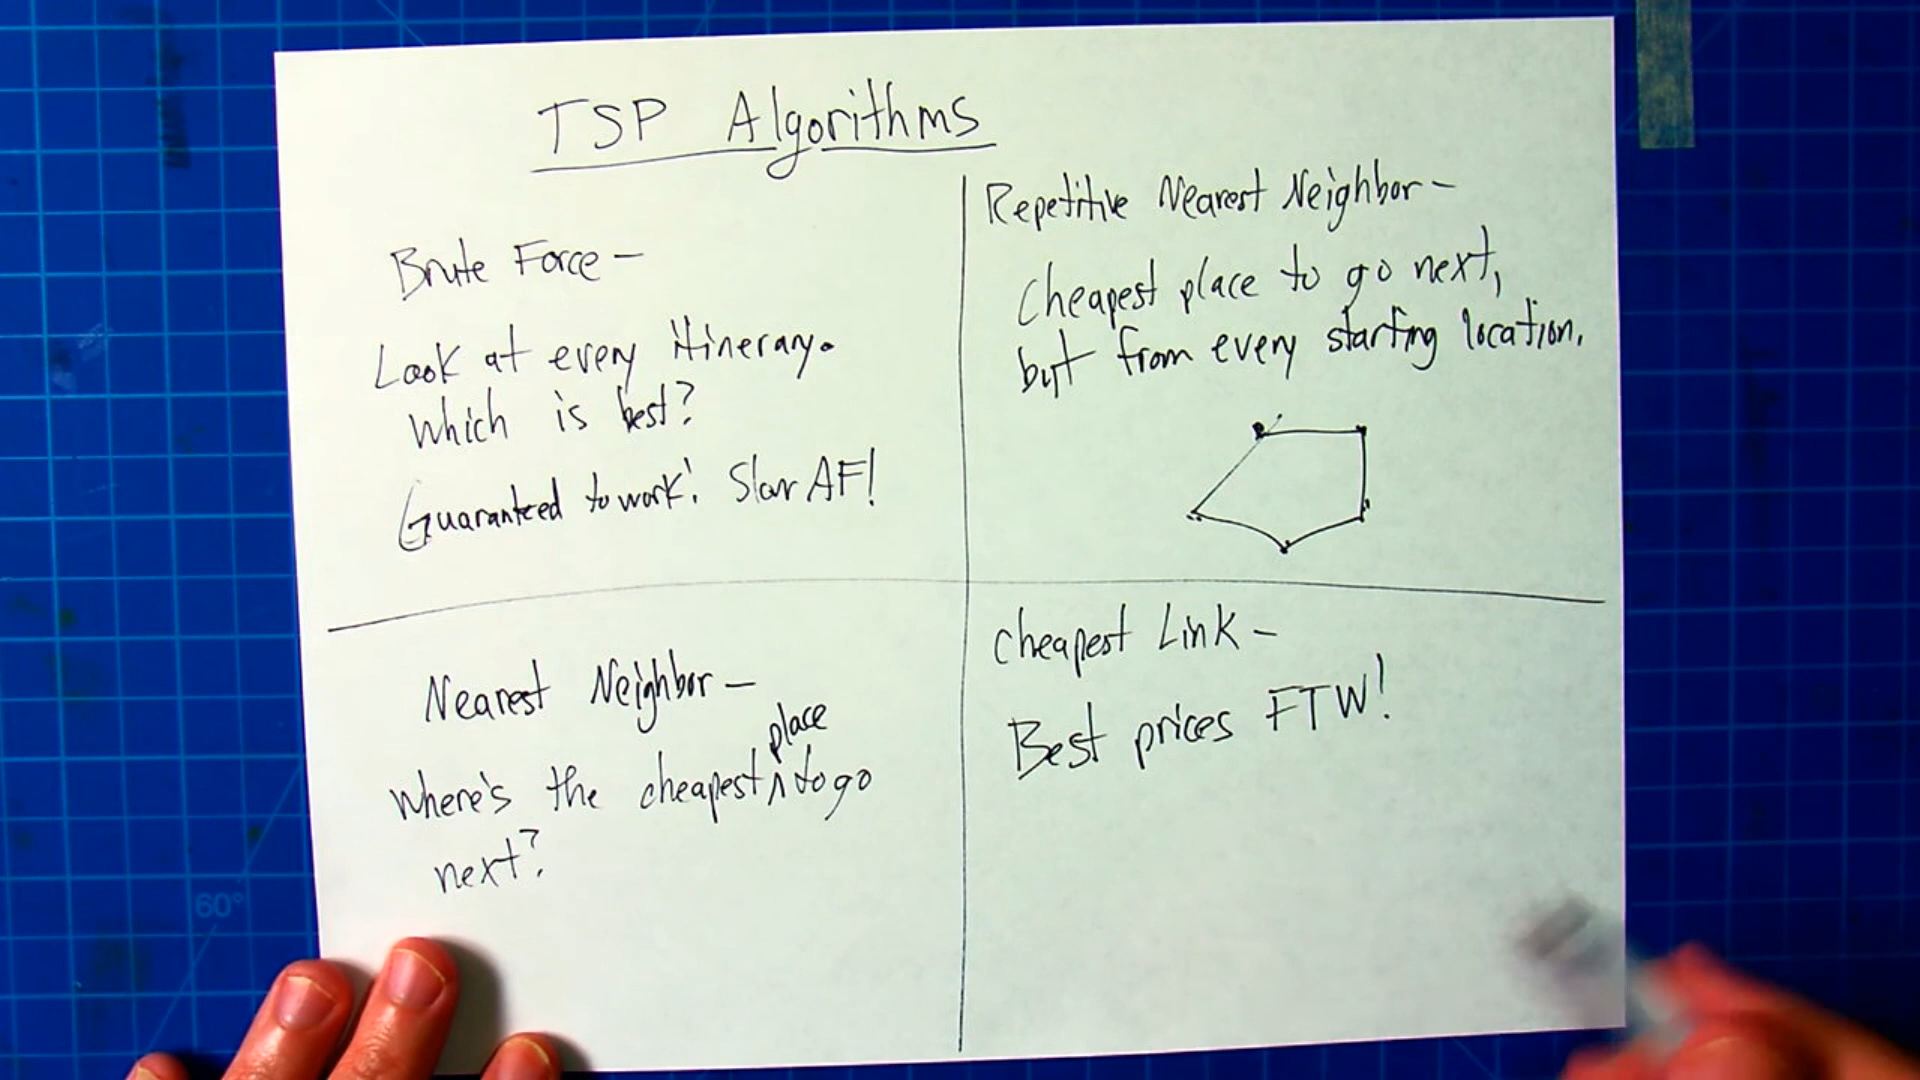 TSP Algorithms
Brute Force -
Look at every itinerary.
Which is best?
Guaranteed to work! Slow AF!
Repetitive Nearest Neighbor -
Cheapest place to go next,
but from every starting location.
Nearest Neighbor -
place
Where's the cheapest ^ to go
next?
Cheapest Link -
Best prices FTW!
60°